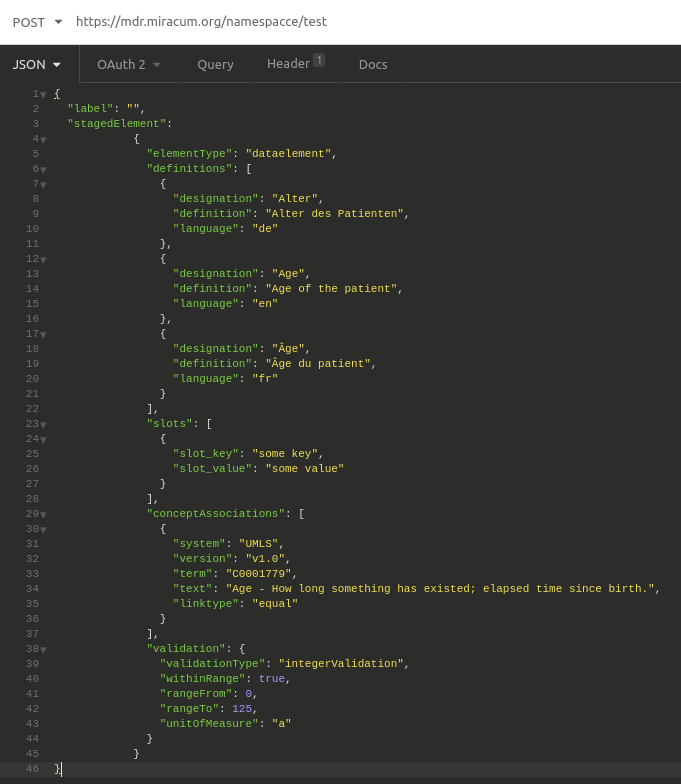 POST https://mdr.miracum.org/namespacce/test
JSON OAuth 2 Query Header 1 Docs
1 {
2 "label": "",
3 "stagedElement":
4 {
5 "elementType": "dataelement",
6 "definitions": [
7 {
8 "designation": "Alter",
9 "definition": "Alter des Patienten",
10 "language": "de"
11 },
12 {
13 "designation": "Age",
14 "definition": "Age of the patient",
15 "language": "en"
16 },
17 {
18 "designation": "Âge",
19 "definition": "Âge du patient",
20 "language": "fr"
21 }
22 ],
23 "slots": [
24 {
25 "slot_key": "some key",
26 "slot_value": "some value"
27 }
28 ],
29 "conceptAssociations": [
30 {
31 "system": "UMLS",
32 "version": "v1.0",
33 "term": "C0001779",
34 "text": "Age - How long something has existed; elapsed time since birth.",
35 "linktype": "equal"
36 }
37 ],
38 "validation": {
39 "validationType": "integerValidation",
40 "withinRange": true,
41 "rangeFrom": 0,
42 "rangeTo": 125,
43 "unitOfMeasure": "a"
44 }
45 }
46 }